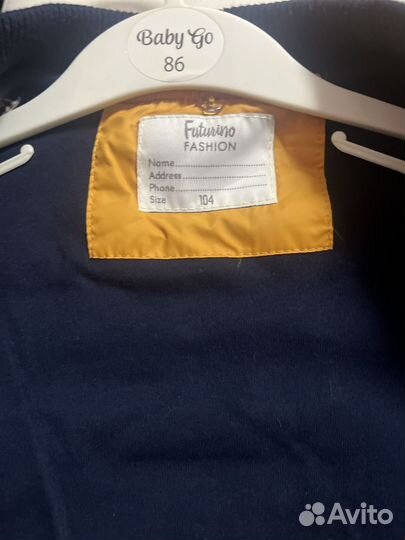 Baby Go
86
Futurino
FASHION
Name
Address
Phone
Size 104
Avito